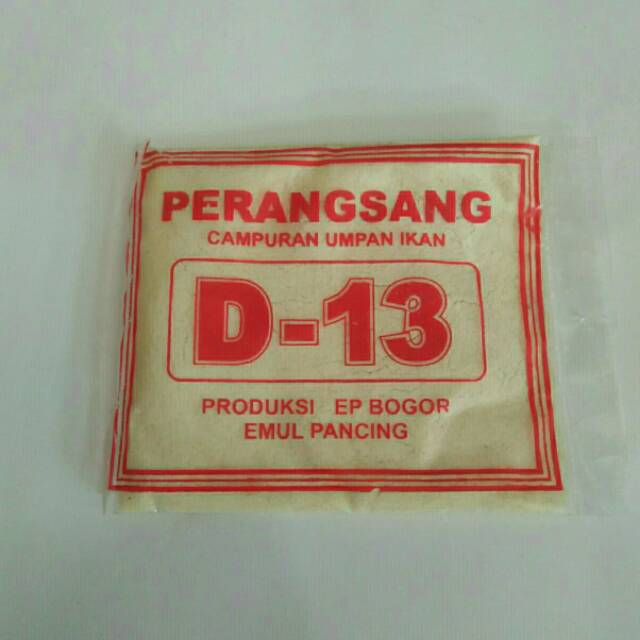 PERANGSANG
CAMPURAN UMPAN IKAN
D-13
PRODUKSI EP BOGOR
EMUL PANCING